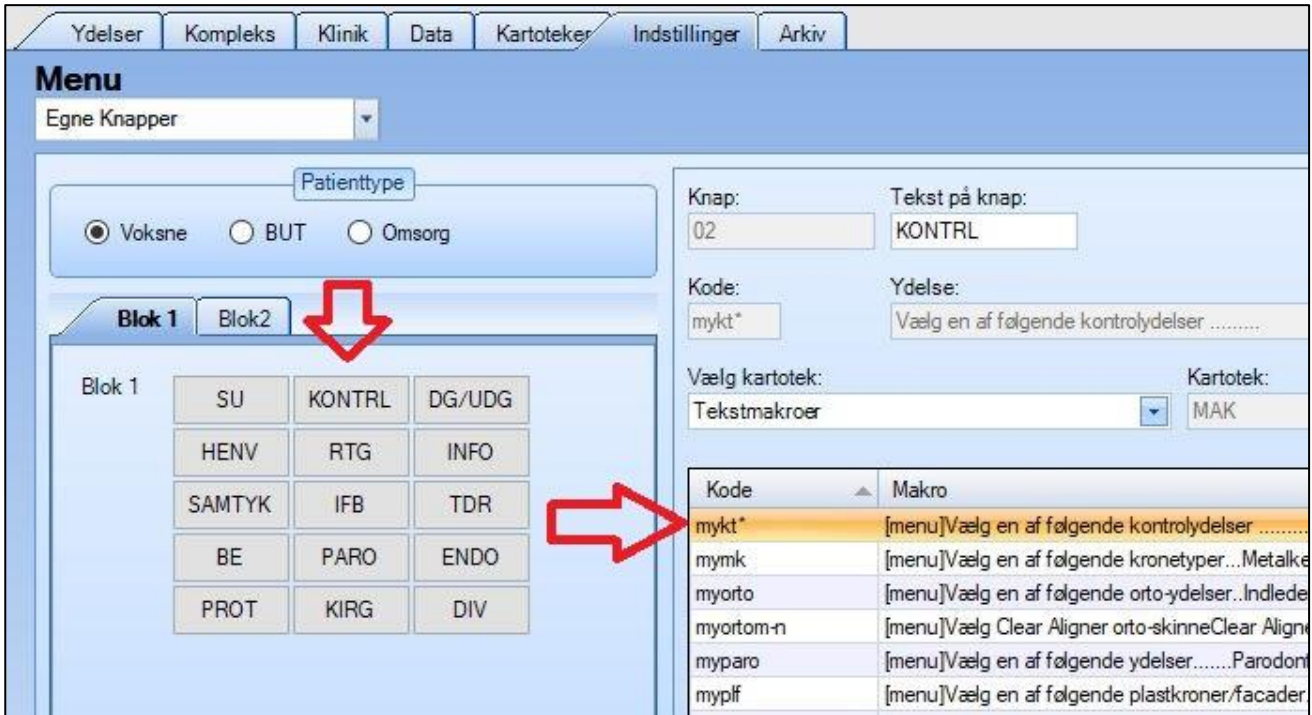 Ydelser Kompleks Klinik Data Kartoteker Indstillinger Arkiv
Menu
Egne Knapper
Patienttype
Voksne BUT Omsorg
Blok 1 Blok2
Blok 1
SU KONTRL DG/UDG
HENV RTG INFO
SAMTYK IFB TDR
BE PARO ENDO
PROT KIRG DIV
Knap: Tekst på knap:
02 KONTRL
Kode: Ydelse:
mykt* Vælg en af følgende kontrolydelser .........
Vælg kartotek: Kartotek:
Tekstmakroer MAK
Kode Makro
mykt* [menu]Vælg en af følgende kontrolydelser .........
mymk [menu]Vælg en af følgende kronetyper...Metalke
myorto [menu]Vælg en af følgende orto-ydelser..Indlede
myortom-n [menu]Vælg Clear Aligner orto-skinneClear Aligne
myparo [menu]Vælg en af følgende ydelser.......Parodont
myplf [menu]Vælg en af følgende plastkroner/facader.